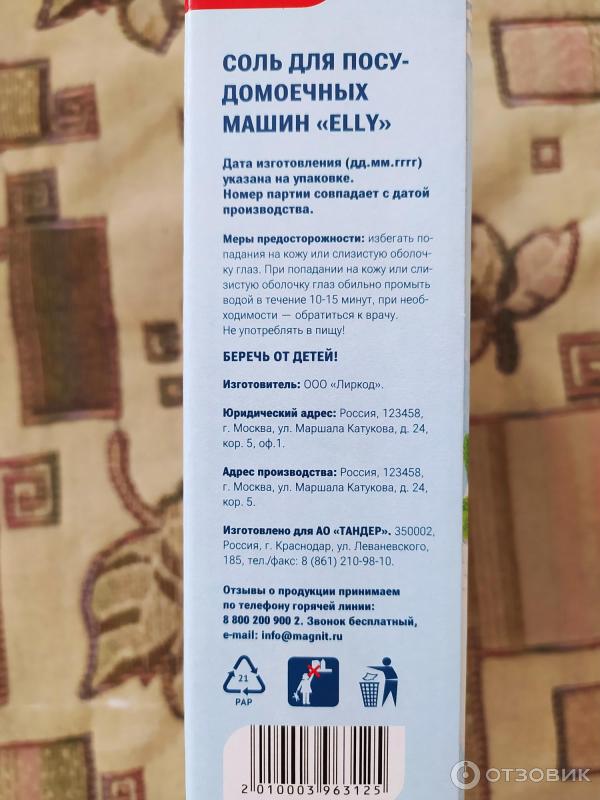 СОЛЬ ДЛЯ ПОСУ-
ДОМОЕЧНЫХ
МАШИН «ELLY»
Дата изготовления (дд.мм.гггг)
указана на упаковке.
Номер партии совпадает с датой
производства.
Меры предосторожности: избегать по-
падания на кожу или слизистую оболоч-
ку глаз. При попадании на кожу или сли-
зистую оболочку глаз обильно промыть
водой в течение 10-15 минут, при необ-
ходимости — обратиться к врачу.
Не употреблять в пищу!
БЕРЕЧЬ ОТ ДЕТЕЙ!
Изготовитель: ООО «Лиркод».
Юридический адрес: Россия, 123458,
г. Москва, ул. Маршала Катукова, д. 24,
кор. 5, оф.1.
Адрес производства: Россия, 123458,
г. Москва, ул. Маршала Катукова, д. 24,
кор. 5.
Изготовлено для АО «ТАНДЕР». 350002,
Россия, г. Краснодар, ул. Леваневского,
185, тел./факс: 8 (861) 210-98-10.
Отзывы о продукции принимаем
по телефону горячей линии:
8 800 200 900 2. Звонок бесплатный,
e-mail: info@magnit.ru
21
PAP
2 010003 963125
ОТЗОВИК